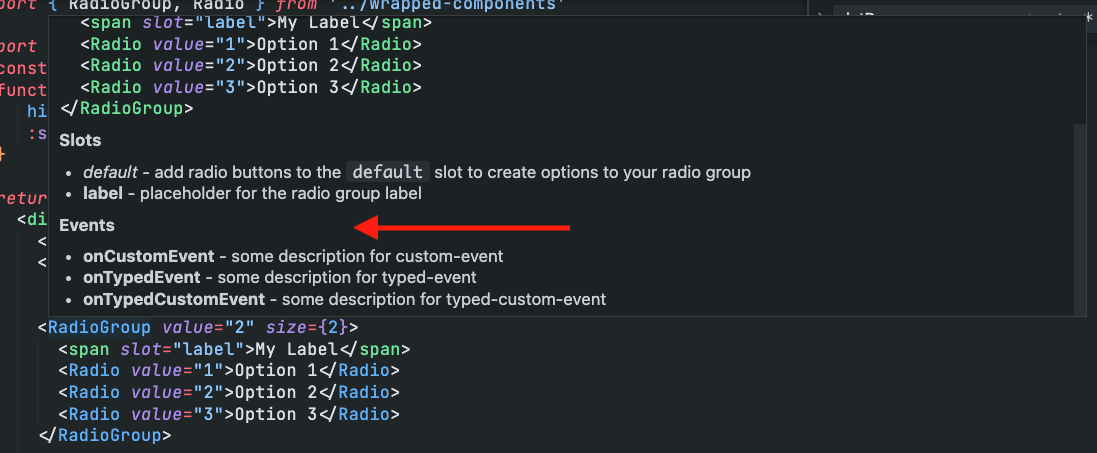 port { RadioGroup, Radio } from '../wrapped-components'
<span slot="label">My Label</span>
port
<Radio value="1">Option 1</Radio>
const
<Radio value="2">Option 2</Radio>
funct
<Radio value="3">Option 3</Radio>
hi
</RadioGroup>
:s
Slots
}
• default - add radio buttons to the default slot to create options to your radio group
retur
• label - placeholder for the radio group label
<di
Events
<
• onCustomEvent - some description for custom-event
<
• onTypedEvent - some description for typed-event
• onTypedCustomEvent - some description for typed-custom-event
<RadioGroup value="2" size={2}>
<span slot="label">My Label</span>
<Radio value="1">Option 1</Radio>
<Radio value="2">Option 2</Radio>
<Radio value="3">Option 3</Radio>
</RadioGroup>